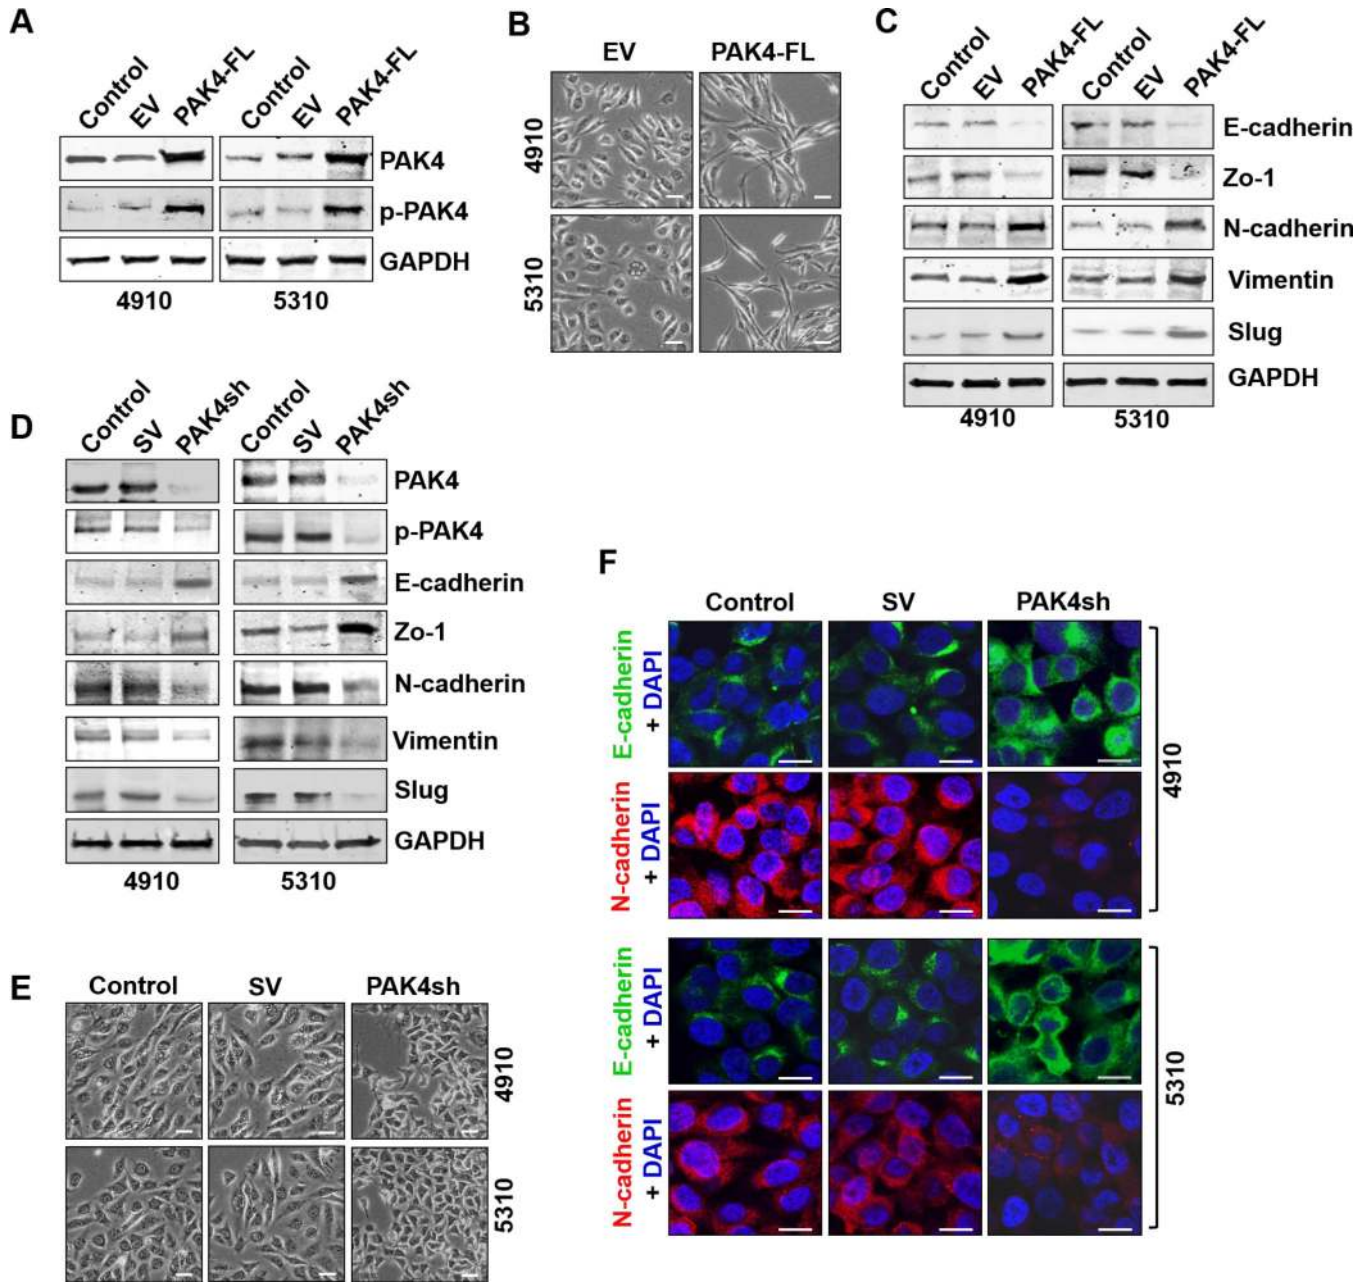 A
Control
EV
PAK4-FL
Control
EV
PAK4-FL
PAK4
p-PAK4
GAPDH
4910
5310
B
EV
PAK4-FL
4910
5310
C
Control
EV
PAK4-FL
Control
EV
PAK4-FL
E-cadherin
Zo-1
N-cadherin
Vimentin
Slug
GAPDH
4910
5310
D
Control
SV
PAK4sh
Control
SV
PAK4sh
PAK4
p-PAK4
E-cadherin
Zo-1
N-cadherin
Vimentin
Slug
GAPDH
4910
5310
E
Control
SV
PAK4sh
4910
5310
F
Control
SV
PAK4sh
E-cadherin
+ DAPI
N-cadherin
+ DAPI
4910
E-cadherin
+ DAPI
N-cadherin
+ DAPI
5310